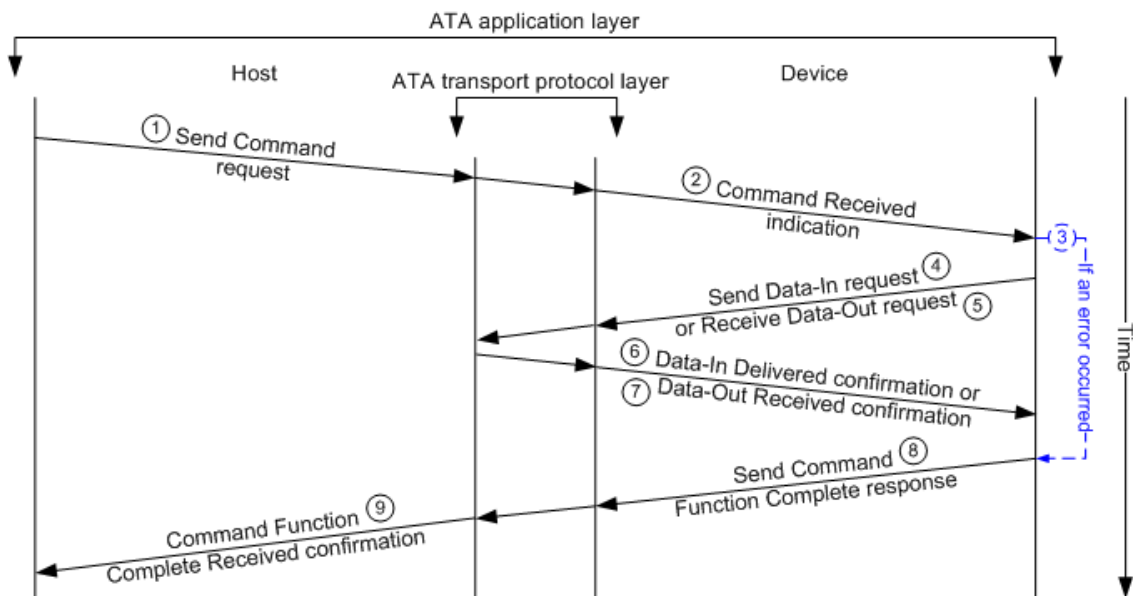 ATA application layer
Host
Device
ATA transport protocol layer
1 Send Command
request
2 Command Received
indication
3
If an error occurred
Send Data-In request 4
or Receive Data-Out request 5
Time
6 Data-In Delivered confirmation or
7 Data-Out Received confirmation
Send Command 8
Function Complete response
Command Function 9
Complete Received confirmation